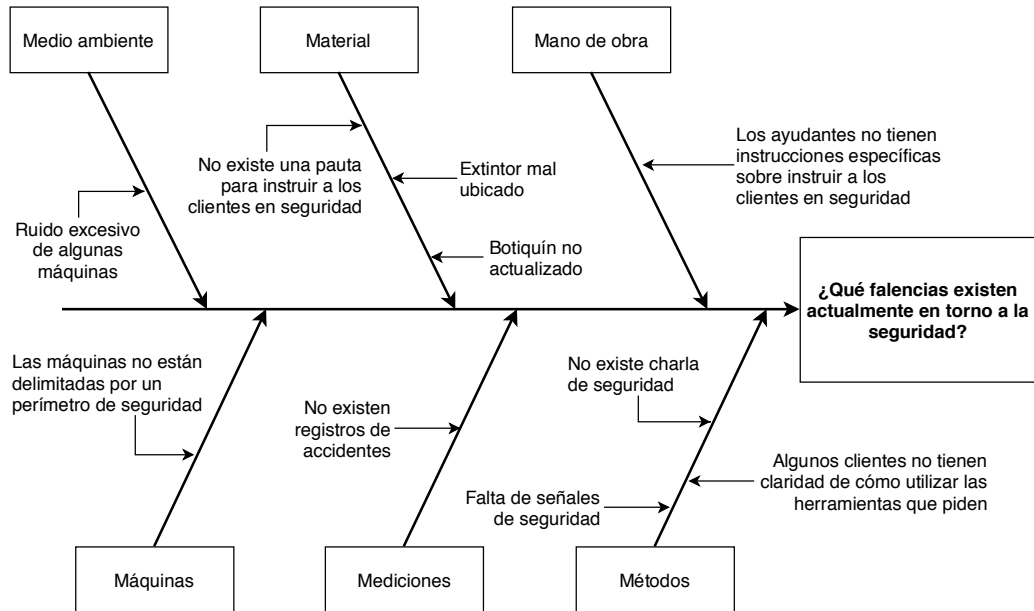 Medio ambiente
Material
Mano de obra
No existe una pauta
para instruir a los
clientes en seguridad
Extintor mal
ubicado
Los ayudantes no tienen
instrucciones específicas
sobre instruir a los
clientes en seguridad
Ruido excesivo
de algunas
máquinas
Botiquín no
actualizado
¿Qué falencias existen
actualmente en torno a la
seguridad?
Las máquinas no están
delimitadas por un
perímetro de seguridad
No existen
registros de
accidentes
No existe charla
de seguridad
Falta de señales
de seguridad
Algunos clientes no tienen
claridad de cómo utilizar las
herramientas que piden
Máquinas
Mediciones
Métodos